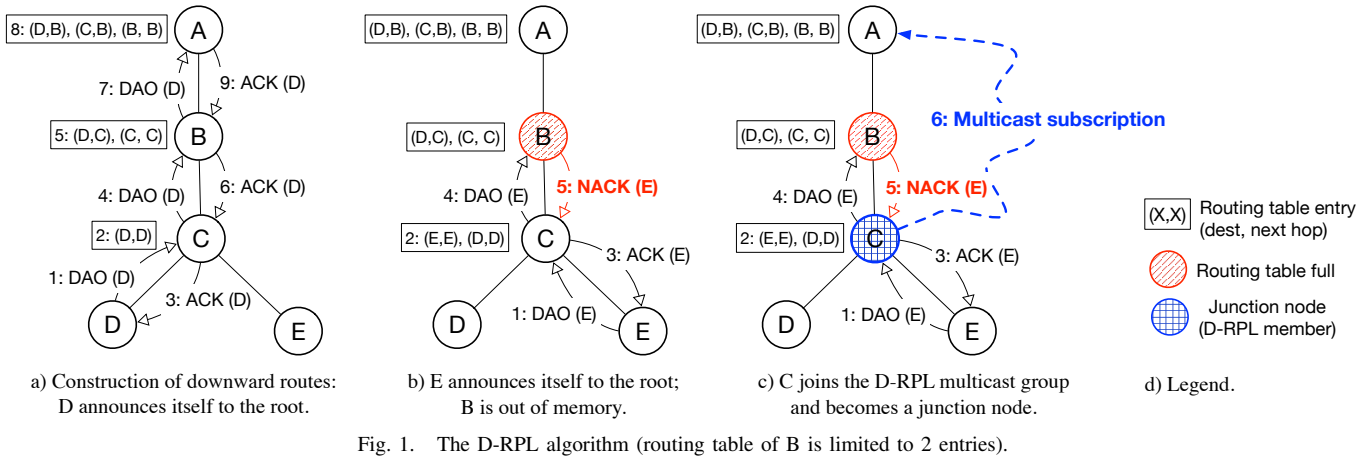 8: (D,B), (C,B), (B, B)
A
7: DAO (D)
9: ACK (D)
5: (D,C), (C, C)
B
4: DAO (D)
6: ACK (D)
2: (D,D)
C
1: DAO (D)
3: ACK (D)
D
E
a) Construction of downward routes:
D announces itself to the root.
(D,B), (C,B), (B, B)
A
(D,C), (C, C)
B
4: DAO (E)
5: NACK (E)
2: (E,E), (D,D)
C
3: ACK (E)
1: DAO (E)
D
E
b) E announces itself to the root;
B is out of memory.
(D,B), (C,B), (B, B)
A
6: Multicast subscription
(D,C), (C, C)
B
4: DAO (E)
5: NACK (E)
2: (E,E), (D,D)
C
3: ACK (E)
1: DAO (E)
D
E
c) C joins the D-RPL multicast group
and becomes a junction node.
(X,X)
Routing table entry
(dest, next hop)
Routing table full
Junction node
(D-RPL member)
d) Legend.
Fig. 1. The D-RPL algorithm (routing table of B is limited to 2 entries).